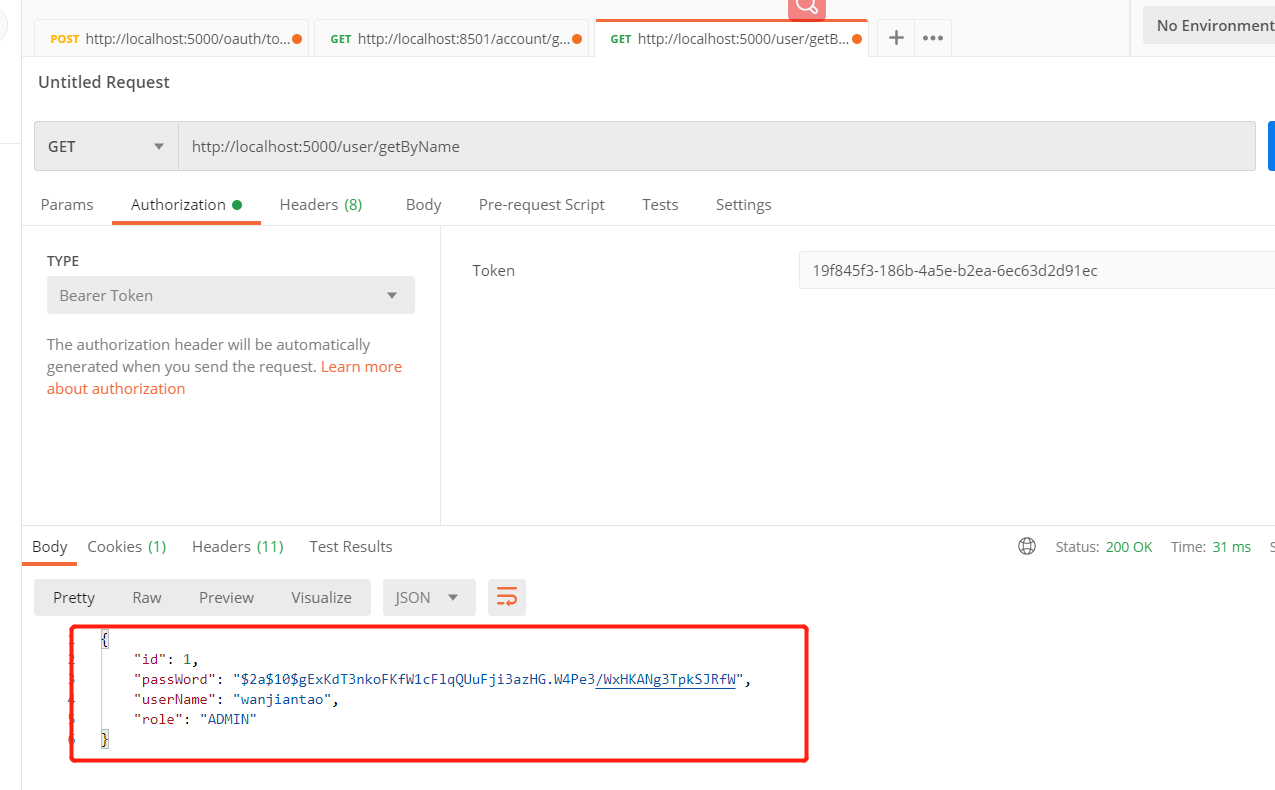 POST http://localhost:5000/oauth/to... GET http://localhost:8501/account/g... GET http://localhost:5000/user/getB... + ••• No Environment
Untitled Request
GET http://localhost:5000/user/getByName
Params Authorization Headers (8) Body Pre-request Script Tests Settings
TYPE
Token 19f845f3-186b-4a5e-b2ea-6ec63d2d91ec
Bearer Token
The authorization header will be automatically
generated when you send the request. Learn more
about authorization
Body Cookies (1) Headers (11) Test Results Status: 200 OK Time: 31 ms S
Pretty Raw Preview Visualize JSON
1 {
2 "id": 1,
3 "passWord": "$2a$10$gExKdT3nkoFKfW1cFlqQUuFji3azHG.W4Pe3/WxHKANg3TpkSJRfW",
4 "userName": "wanjiantao",
5 "role": "ADMIN"
6 }